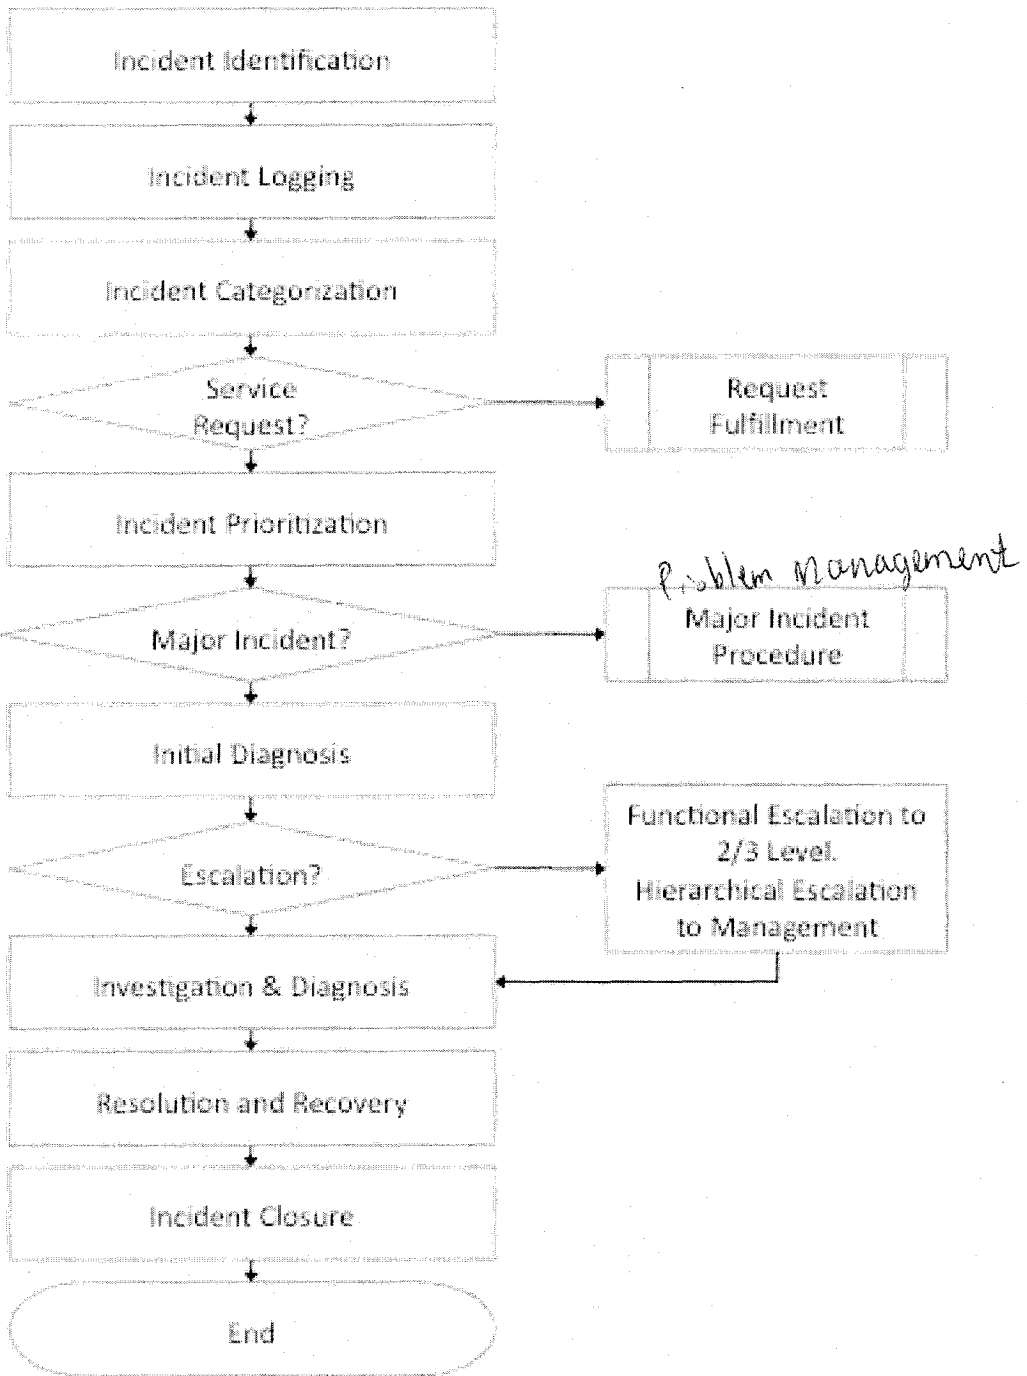 Incident Identification
Incident Logging
Incident Categorization
Service
Request?
Request
Fulfillment
Incident Prioritization
Problem Management
Major Incident?
Major Incident
Procedure
Initial Diagnosis
Escalation?
Functional Escalation to
2/3 Level.
Hierarchical Escalation
to Management
Investigation & Diagnosis
Resolution and Recovery
Incident Closure
End